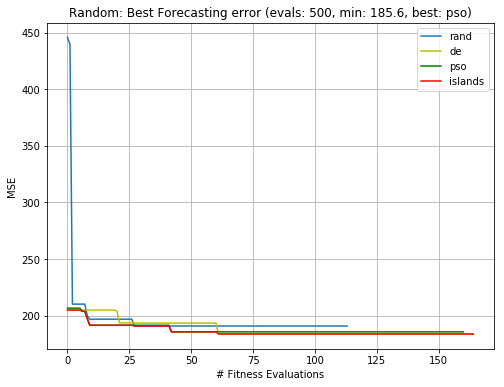 Random: Best Forecasting error (evals: 500, min: 185.6, best: pso)
rand
de
pso
islands
MSE
450
400
350
300
250
200
0 25 50 75 100 125 150
# Fitness Evaluations